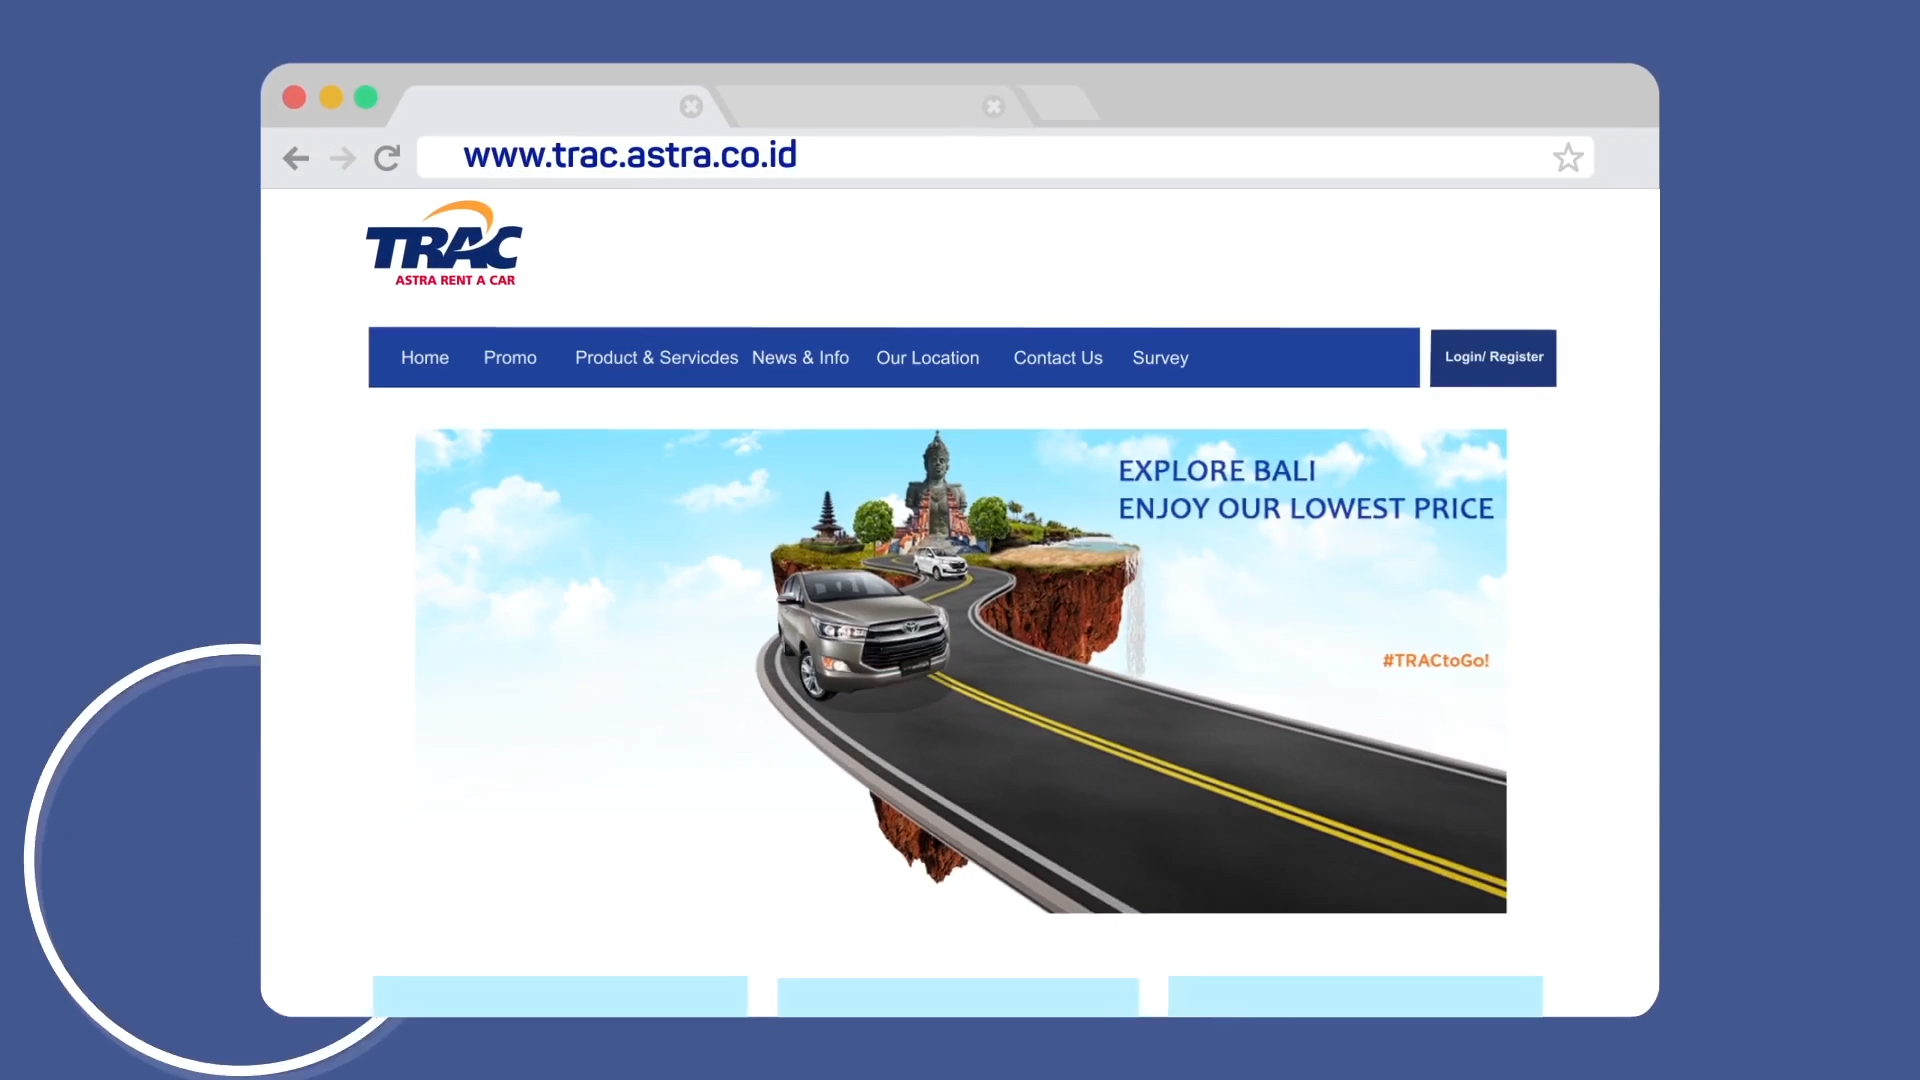 www.trac.astra.co.id
TRAC
ASTRA RENT A CAR
Home Promo Product & Servicdes News & Info Our Location Contact Us Survey Login/ Register
EXPLORE BALI
ENJOY OUR LOWEST PRICE
#TRACtoGo!